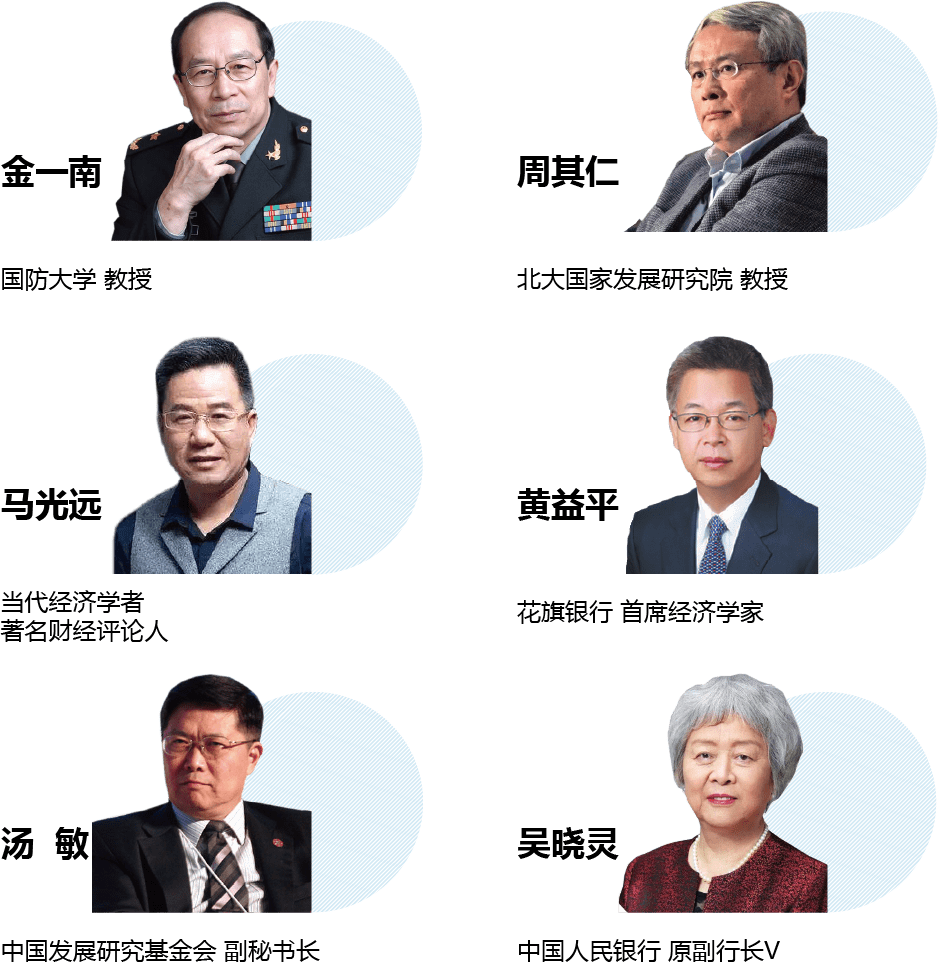 金一南
国防大学 教授
周其仁
北大国家发展研究院 教授
马光远
当代经济学者
著名财经评论人
黄益平
花旗银行 首席经济学家
汤 敏
中国发展研究基金会 副秘书长
吴晓灵
中国人民银行 原副行长V